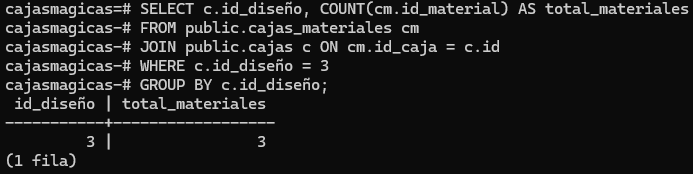 cajasmagicas=# SELECT c.id_diseño, COUNT(cm.id_material) AS total_materiales
cajasmagicas-# FROM public.cajas_materiales cm
cajasmagicas-# JOIN public.cajas c ON cm.id_caja = c.id
cajasmagicas-# WHERE c.id_diseño = 3
cajasmagicas-# GROUP BY c.id_diseño;
 id_diseño | total_materiales
-----------+------------------
         3 |                3
(1 fila)